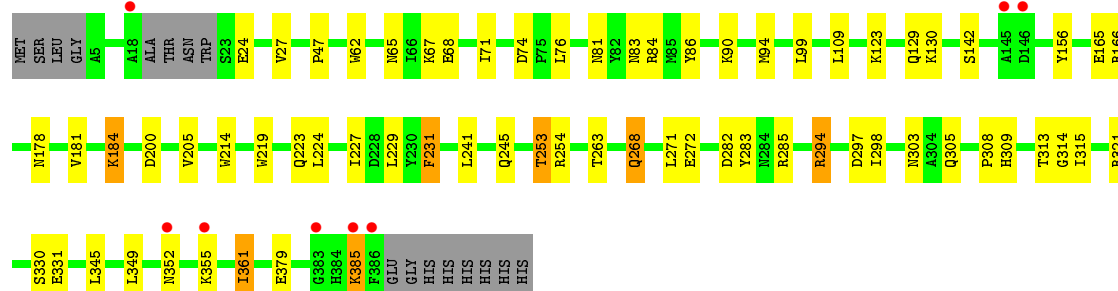 MET SER LEU GLY A5 A18 ALA THR ASN TRP S23 E24 V27 P47 W62 N65 I66 K67 E68 I71 D74 P75 L76 N81 Y82 N83 R84 M85 Y86 K90 M94 L99 L109 K123 Q129 K130 S142 A145 D146 Y156 E165
N178 V181 K184 D200 V205 W214 W219 Q223 L224 I227 D228 L229 Y230 F231 L241 Q245 T253 R254 T263 Q268 L271 E272 D282 Y283 N284 R285 R294 D297 I298 N303 A304 Q305 P308 H309 T313 G314 I315
S330 E331 L345 L349 N352 K355 I361 E379 G383 H384 K385 F386 GLU GLY HIS HIS HIS HIS HIS HIS